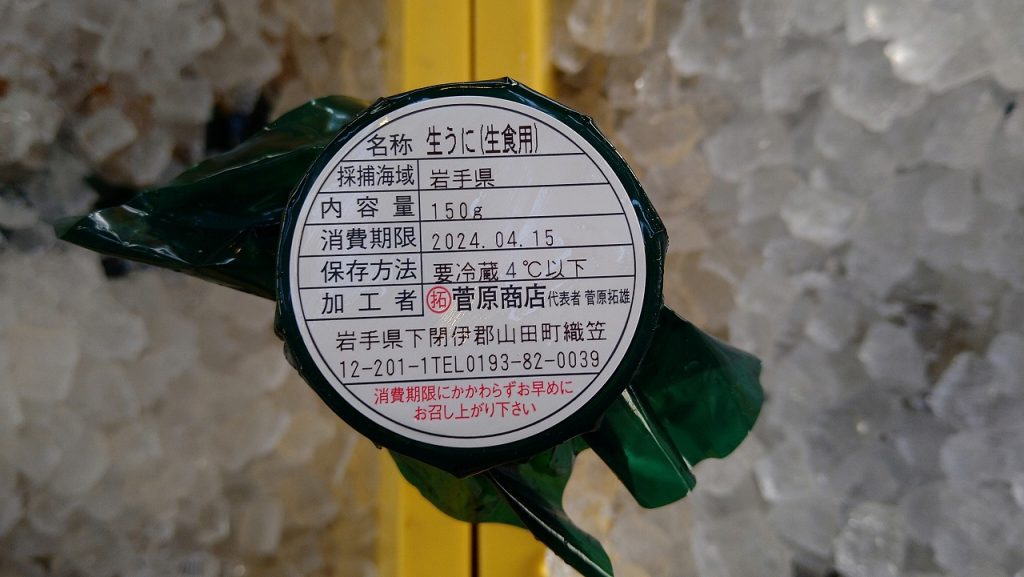 名称 生うに(生食用)
採捕海域 岩手県
内容量 150g
消費期限 2024.04.15
保存方法 要冷蔵4℃以下
加工者 拓 菅原商店 代表者 菅原拓雄
岩手県下閉伊郡山田町織笠
12-201-1TEL0193-82-0039
消費期限にかかわらずお早めに
お召し上がり下さい